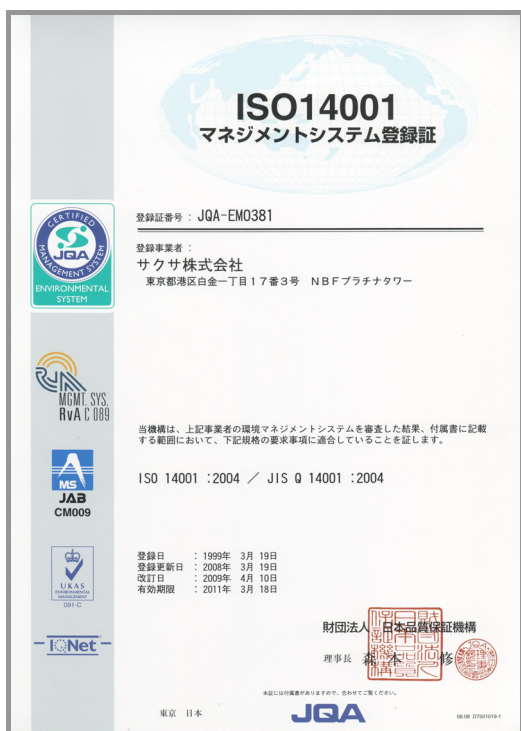 ISO14001
マネジメントシステム登録証
登録証番号 : JQA-EM0381
登録事業者 :
サクサ株式会社
東京都港区白金一丁目17番3号 NBFプラチナタワー
CERTIFIED
JQA
MANAGEMENT SYSTEM
ENVIRONMENTAL
SYSTEM
MGMT. SYS.
RvA C 089
当機構は、上記事業者の環境マネジメントシステムを審査した結果、付属書に記載
する範囲において、下記規格の要求事項に適合していることを証します。
MS
JAB
CM009
ISO 14001 :2004 / JIS Q 14001 :2004
UKAS
ENVIRONMENTAL
MANAGEMENT
091-C
登録日 : 1999年 3月 19日
登録更新日 : 2008年 3月 19日
改訂日 : 2009年 4月 10日
有効期限 : 2011年 3月 18日
財団法人 日本品質保証機構
理事長 森本 修
IQNet
本証には付属書がありますので、合わせてご覧ください。
東京 日本
JQA
08.08 D7501019-1